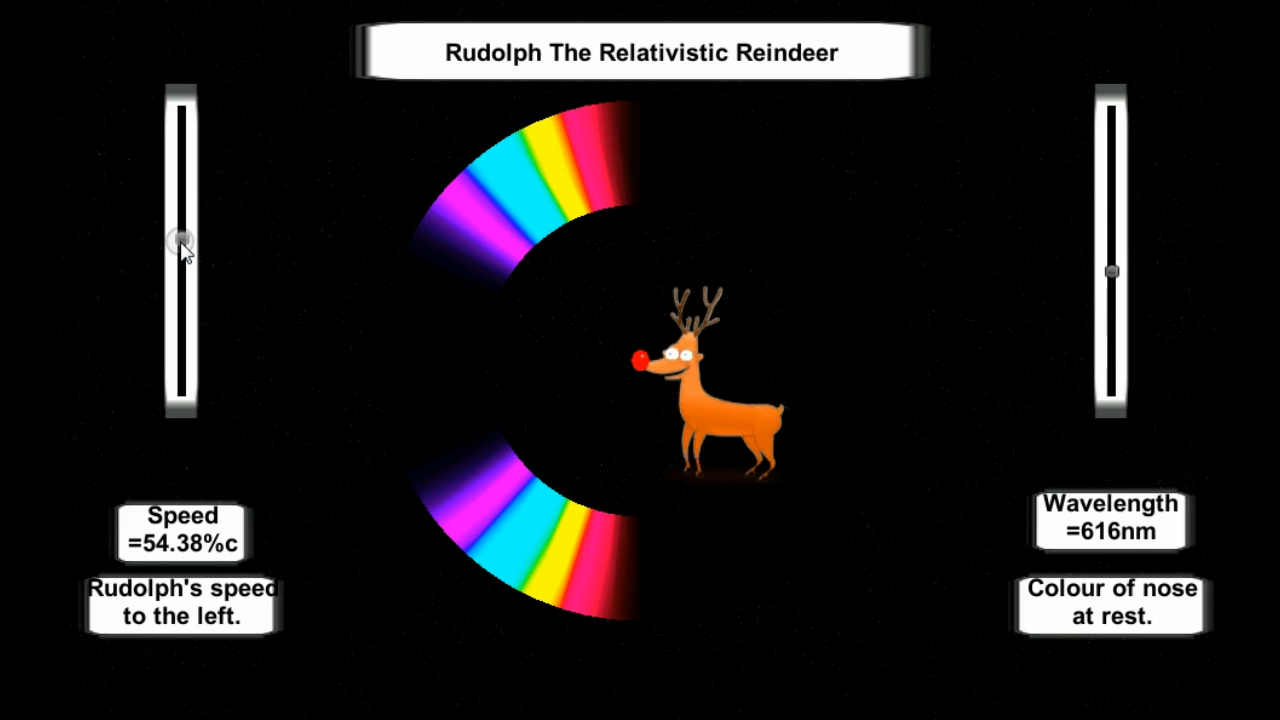 Rudolph The Relativistic Reindeer
Speed
=54.38%c
Rudolph's speed
to the left.
Wavelength
=616nm
Colour of nose
at rest.